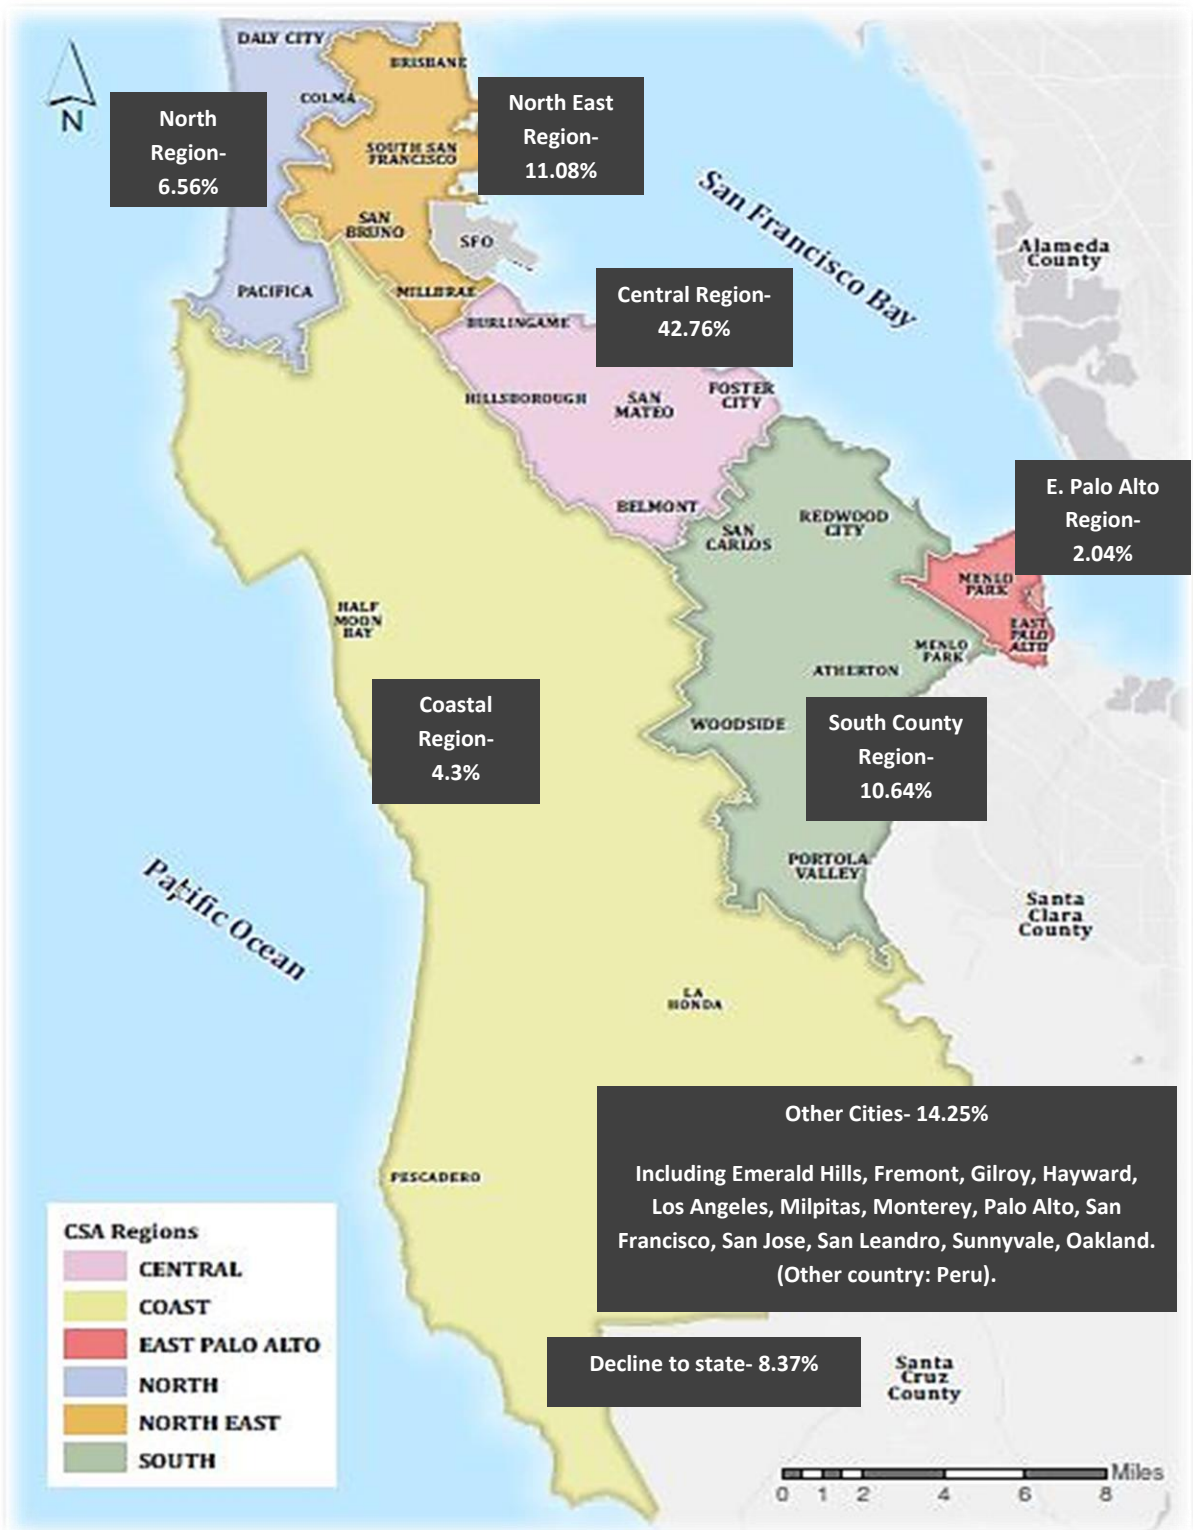 DALY CITY
BRISBANE
COLMA
N
North
Region-
6.56%
North East
Region-
11.08%
SOUTH SAN
FRANCISCO
San Francisco Bay
SAN
BRUNO
SFO
Alameda
County
PACIFICA
MILLBRAE
Central Region-
42.76%
BURLINGAME
HILLSBOROUGH
SAN
MATEO
FOSTER
CITY
BELMONT
SAN
CARLOS
REDWOOD
CITY
E. Palo Alto
Region-
2.04%
MENLO
PARK
EAST
PALO
ALTO
HALF
MOON
BAY
MENLO
PARK
ATHERTON
Coastal
Region-
4.3%
WOODSIDE
South County
Region-
10.64%
PORTOLA
VALLEY
Pacific Ocean
Santa
Clara
County
LA
HONDA
Other Cities- 14.25%
Including Emerald Hills, Fremont, Gilroy, Hayward,
Los Angeles, Milpitas, Monterey, Palo Alto, San
Francisco, San Jose, San Leandro, Sunnyvale, Oakland.
(Other country: Peru).
PESCADERO
CSA Regions
CENTRAL
COAST
EAST PALO ALTO
NORTH
NORTH EAST
SOUTH
Decline to state- 8.37%
Santa
Cruz
County
Miles
0 1 2 4 6 8